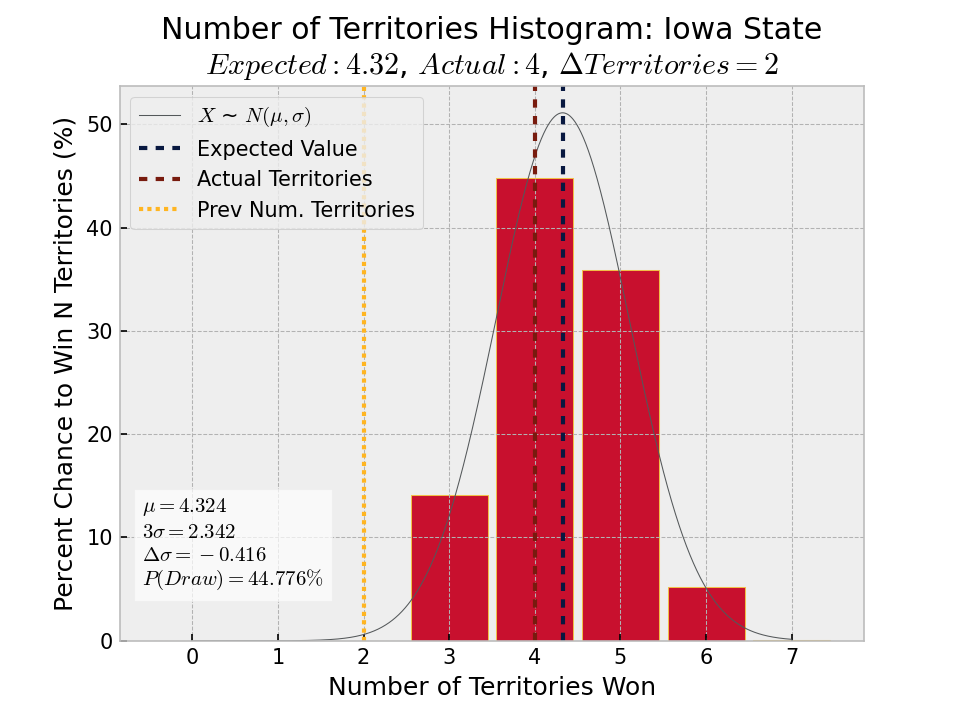 Number of Territories Histogram: Iowa State
Expected: 4.32, Actual: 4, ΔTerritories = 2
X ~ N(μ, σ)
Expected Value
Actual Territories
Prev Num. Territories
Percent Chance to Win N Territories (%)
50
40
30
20
10
0
μ = 4.324
3σ = 2.342
Δσ = −0.416
P(Draw) = 44.776%
0 1 2 3 4 5 6 7
Number of Territories Won